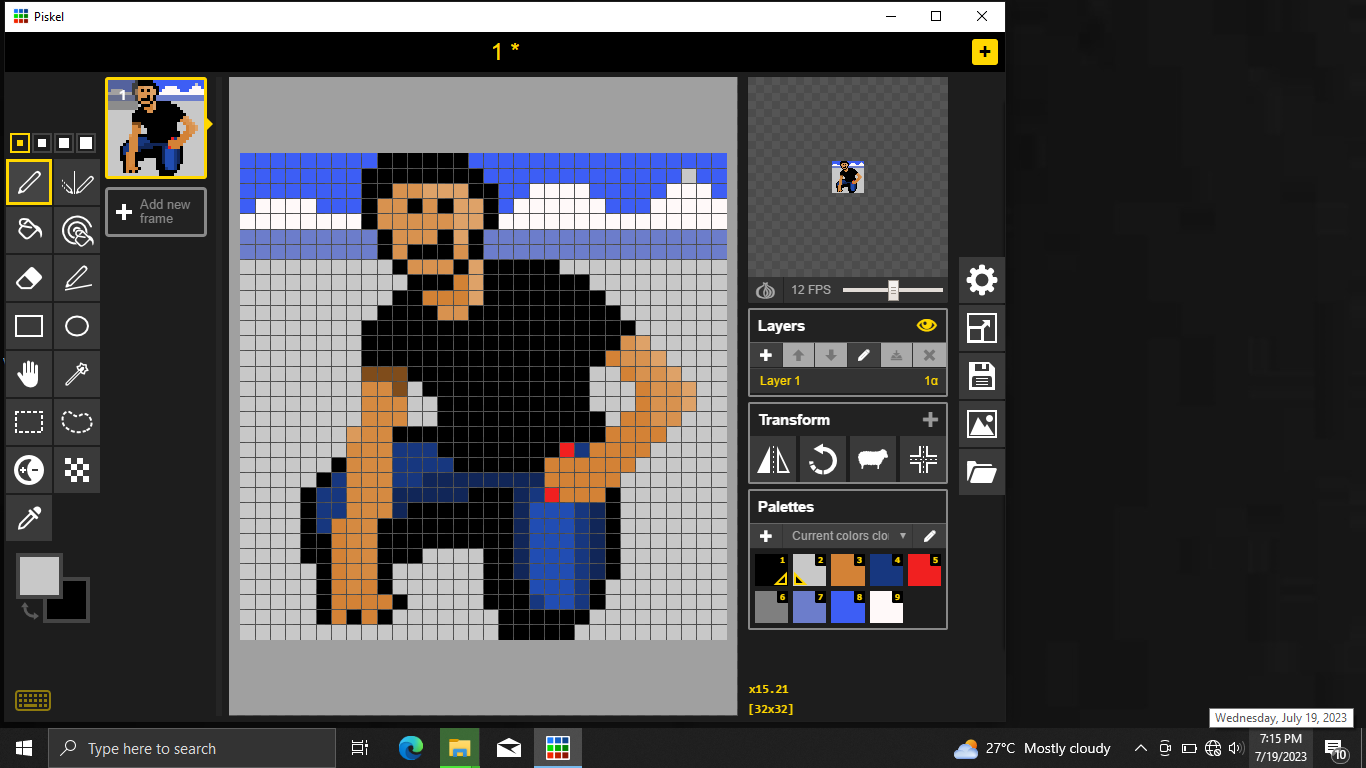 Piskel
1 *
+
1
Add new
frame
12 FPS
Layers
Layer 1
1α
Transform
Palettes
Current colors clo
1
2
3
4
5
6
7
8
9
x15.21
[32x32]
Wednesday, July 19, 2023
Type here to search
27°C Mostly cloudy
7:15 PM
7/19/2023
10